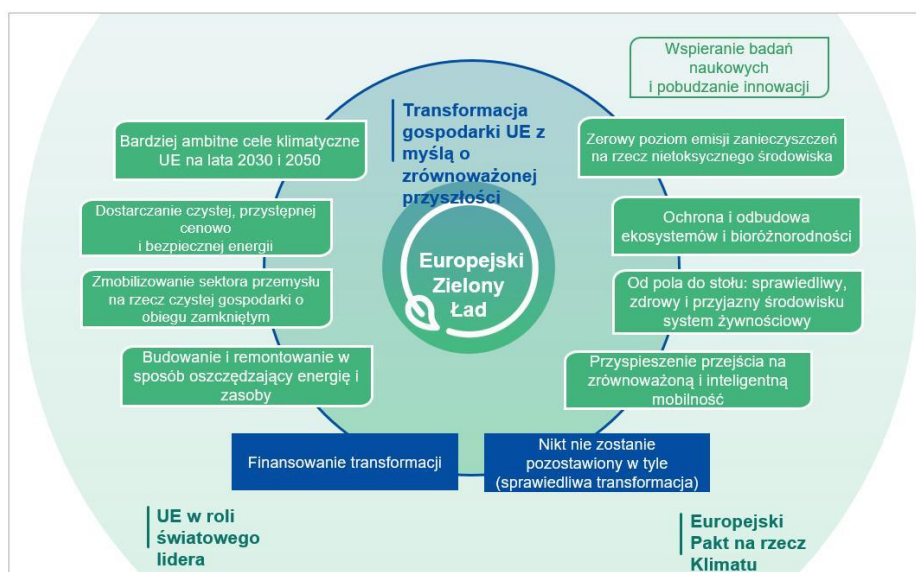 Wspieranie badań
naukowych
i pobudzanie innowacji
Transformacja
gospodarki UE z
myślą o
zrównoważonej
przyszłości
Bardziej ambitne cele klimatyczne
UE na lata 2030 i 2050
Zerowy poziom emisji zanieczyszczeń
na rzecz nietoksycznego środowiska
Dostarczanie czystej, przystępnej
cenowo
i bezpiecznej energii
Ochrona i odbudowa
ekosystemów i bioróżnorodności
Europejski
Zielony
Ład
Zmobilizowanie sektora przemysłu
na rzecz czystej gospodarki o
obiegu zamkniętym
Od pola do stołu: sprawiedliwy,
zdrowy i przyjazny środowisku
system żywnościowy
Budowanie i remontowanie w
sposób oszczędzający energię i
zasoby
Przyspieszenie przejścia na
zrównoważoną i inteligentną
mobilność
Finansowanie transformacji
Nikt nie zostanie
pozostawiony w tyle
(sprawiedliwa transformacja)
UE w roli
światowego
lidera
Europejski
Pakt na rzecz
Klimatu